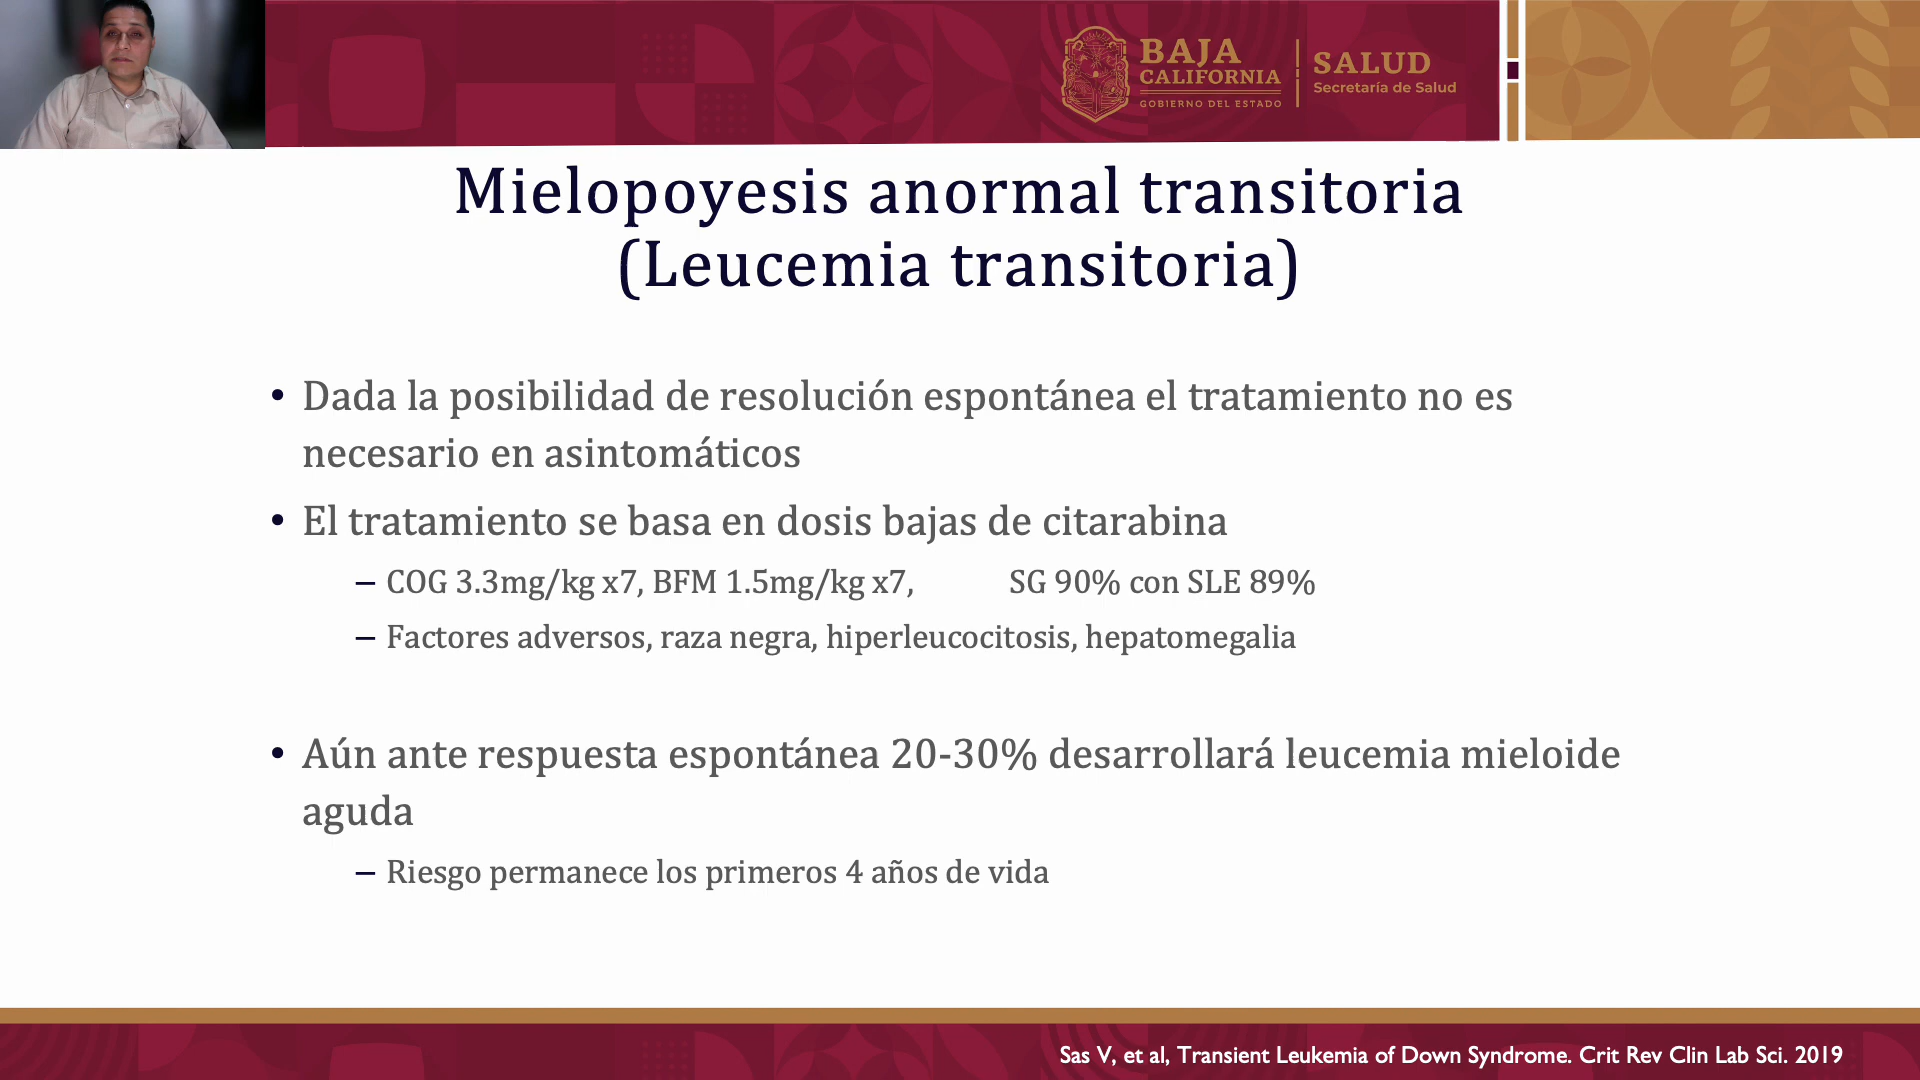 BAJA
CALIFORNIA
GOBIERNO DEL ESTADO
SALUD
Secretaría de Salud
Mielopoyesis anormal transitoria
(Leucemia transitoria)
• Dada la posibilidad de resolución espontánea el tratamiento no es
necesario en asintomáticos
• El tratamiento se basa en dosis bajas de citarabina
– COG 3.3mg/kg x7, BFM 1.5mg/kg x7, SG 90% con SLE 89%
– Factores adversos, raza negra, hiperleucocitosis, hepatomegalia
• Aún ante respuesta espontánea 20-30% desarrollará leucemia mieloide
aguda
– Riesgo permanece los primeros 4 años de vida
Sas V, et al, Transient Leukemia of Down Syndrome. Crit Rev Clin Lab Sci. 2019